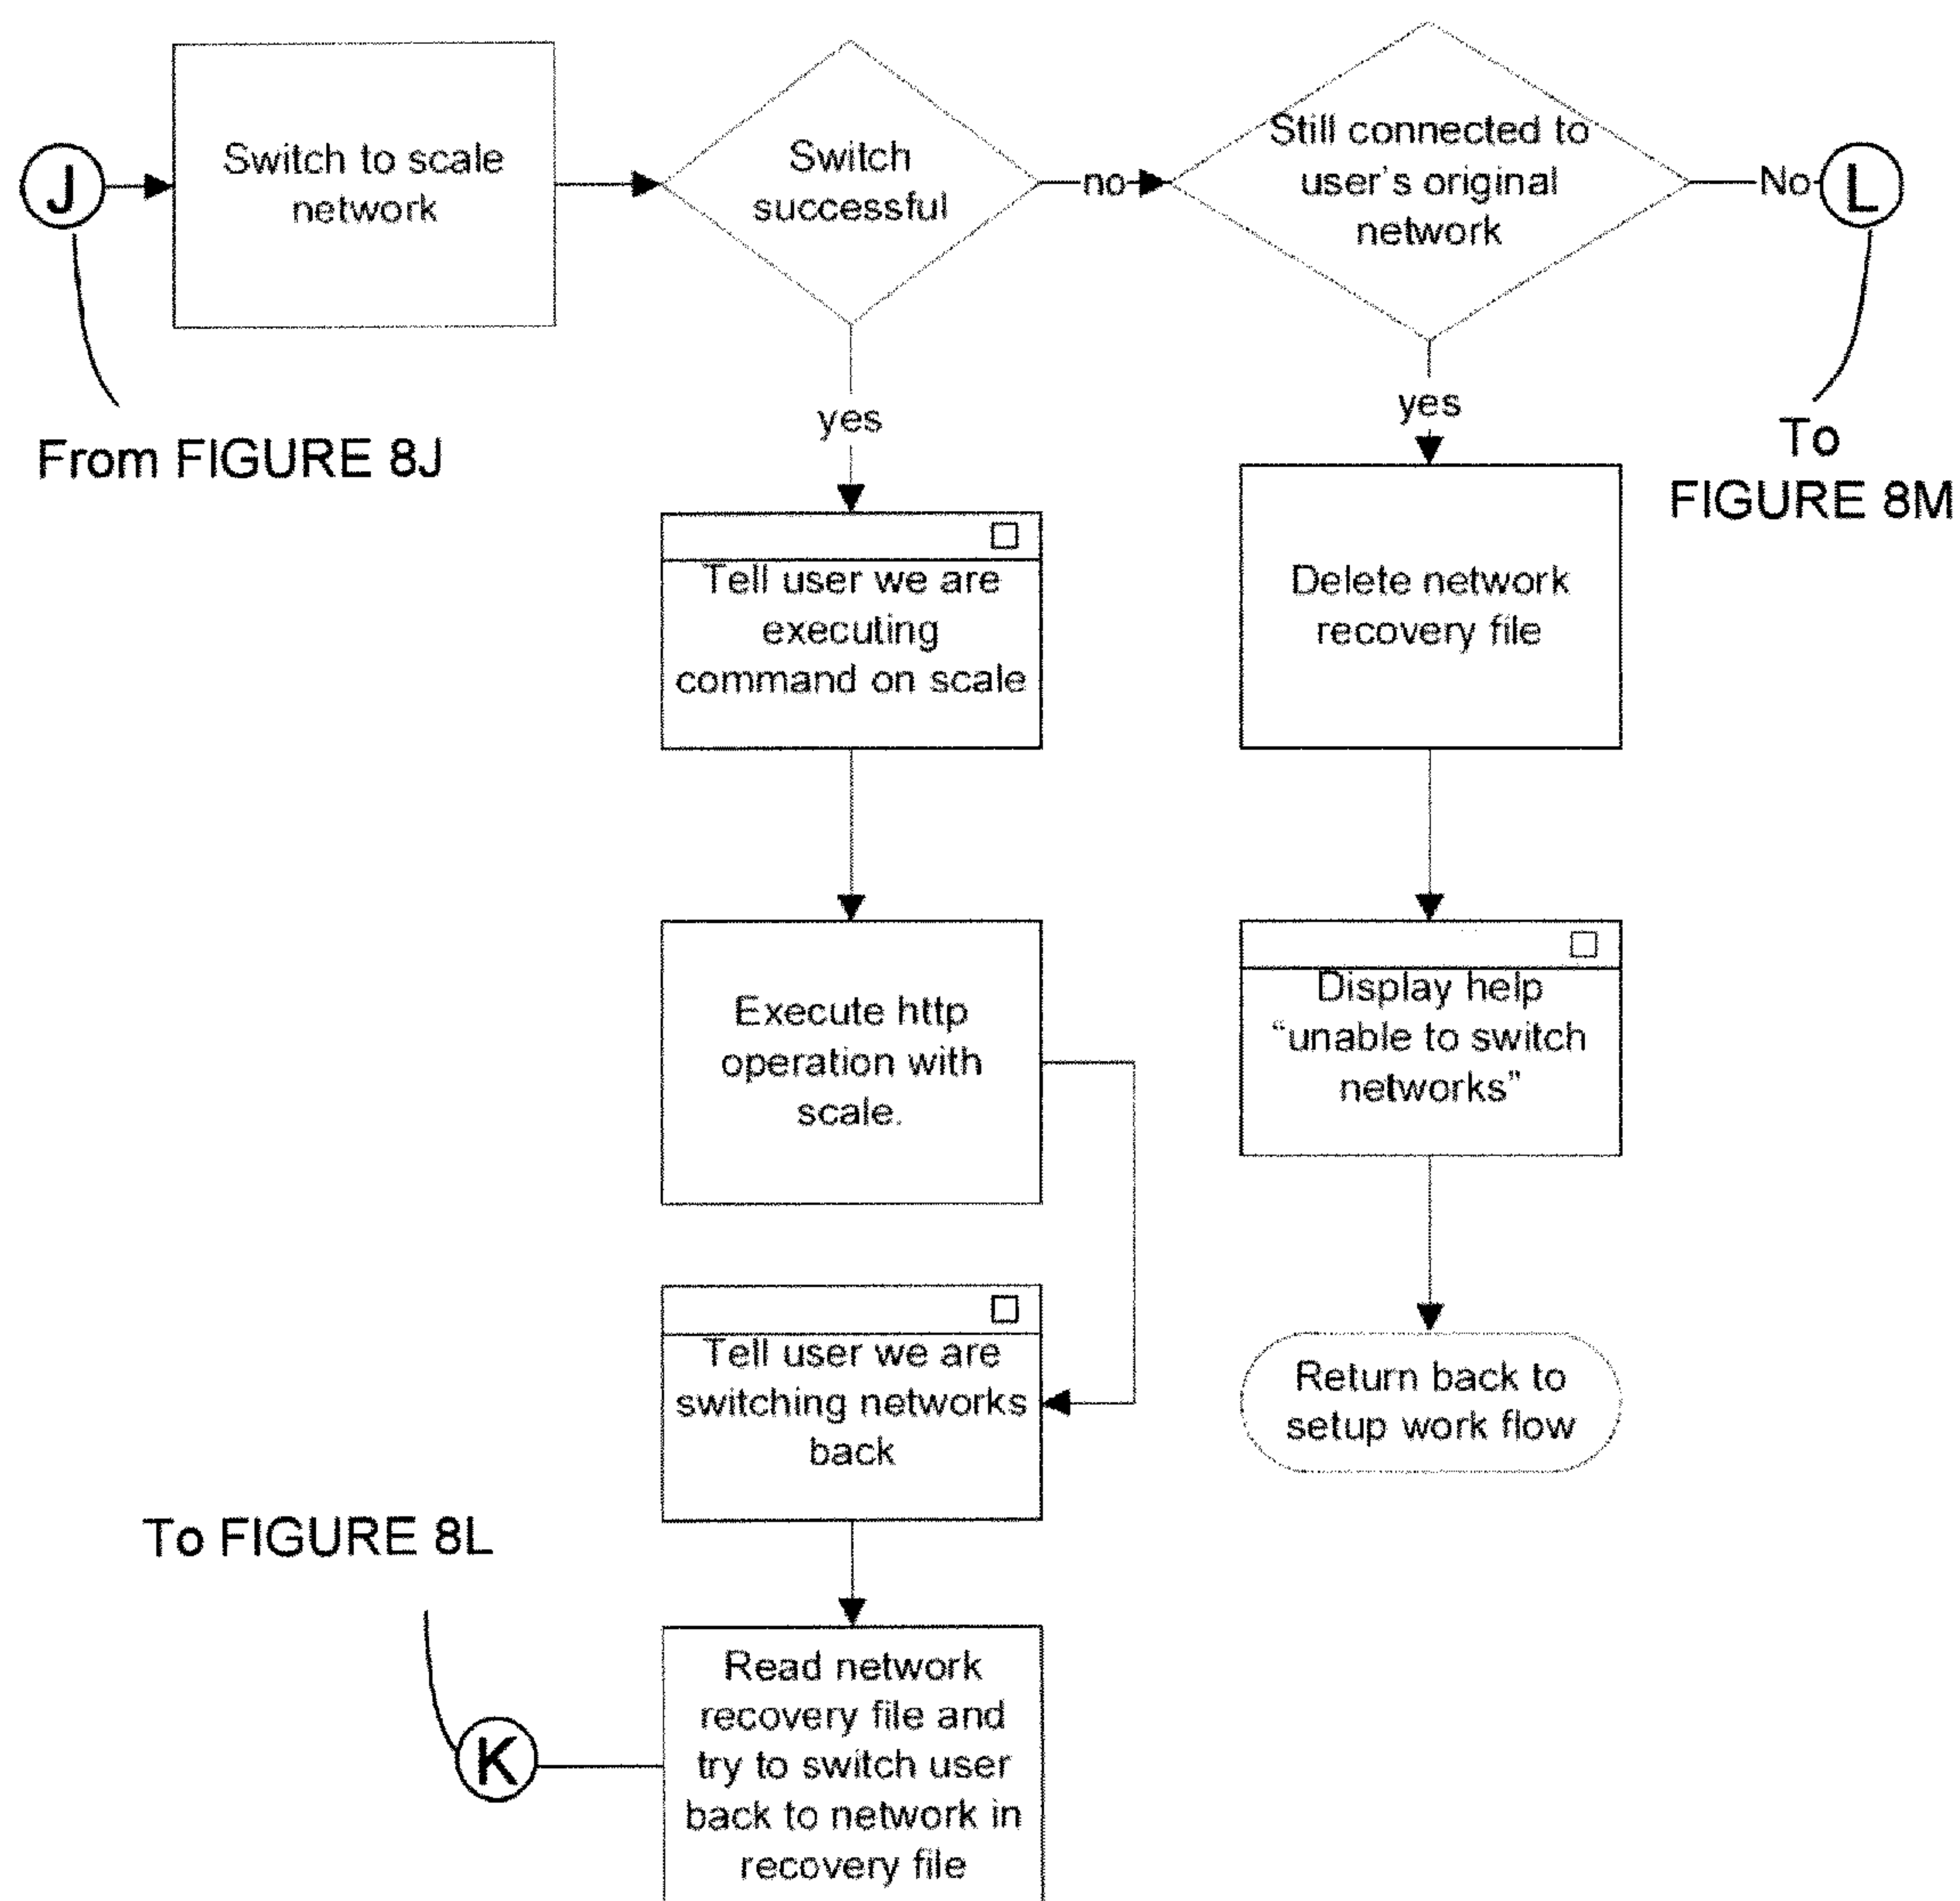 J
Switch to scale
network
Switch
successful
no
Still connected to
user's original
network
No
L
From FIGURE 8J
yes
yes
To
FIGURE 8M
Tell user we are
executing
command on scale
Delete network
recovery file
Execute http
operation with
scale.
Display help
“unable to switch
networks”
Tell user we are
switching networks
back
Return back to
setup work flow
To FIGURE 8L
K
Read network
recovery file and
try to switch user
back to network in
recovery file